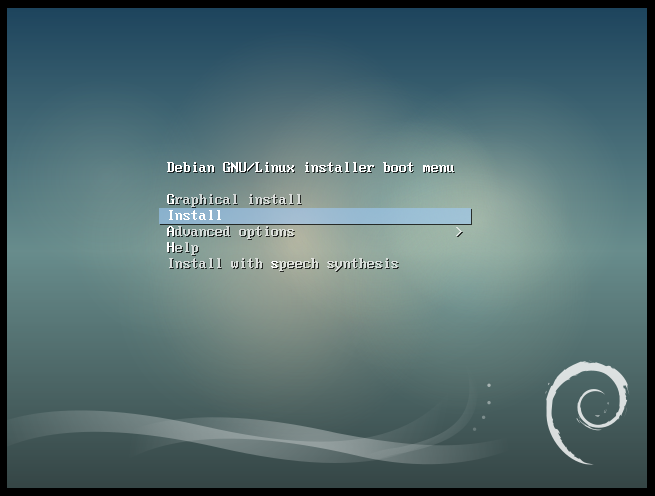 Debian GNU/Linux installer boot menu
Graphical install
Install
Advanced options >
Help
Install with speech synthesis